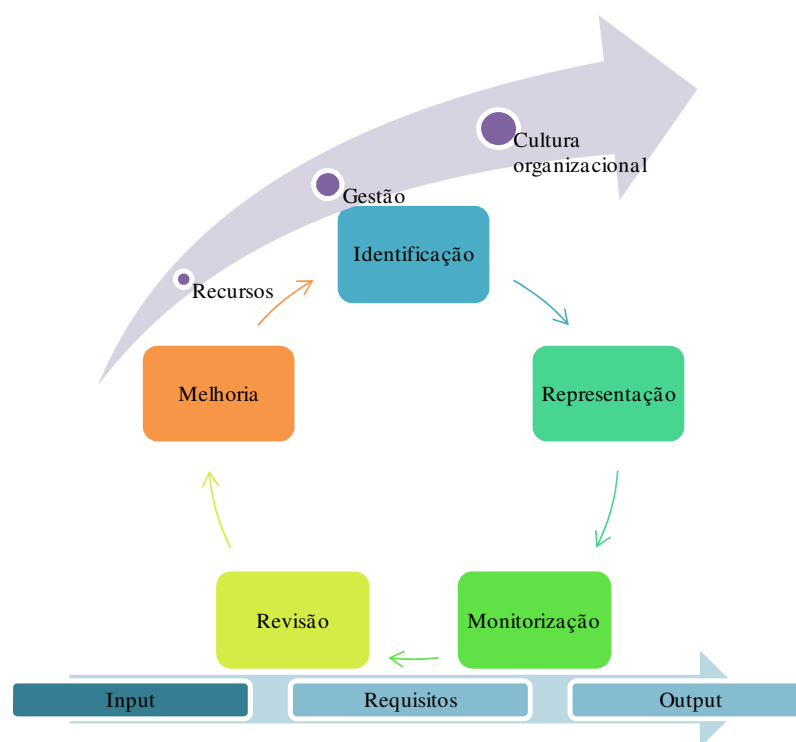 Cultura
organizacional
Gestão
Identificação
Recursos
Melhoria
Representação
Revisão
Monitorização
Input
Requisitos
Output